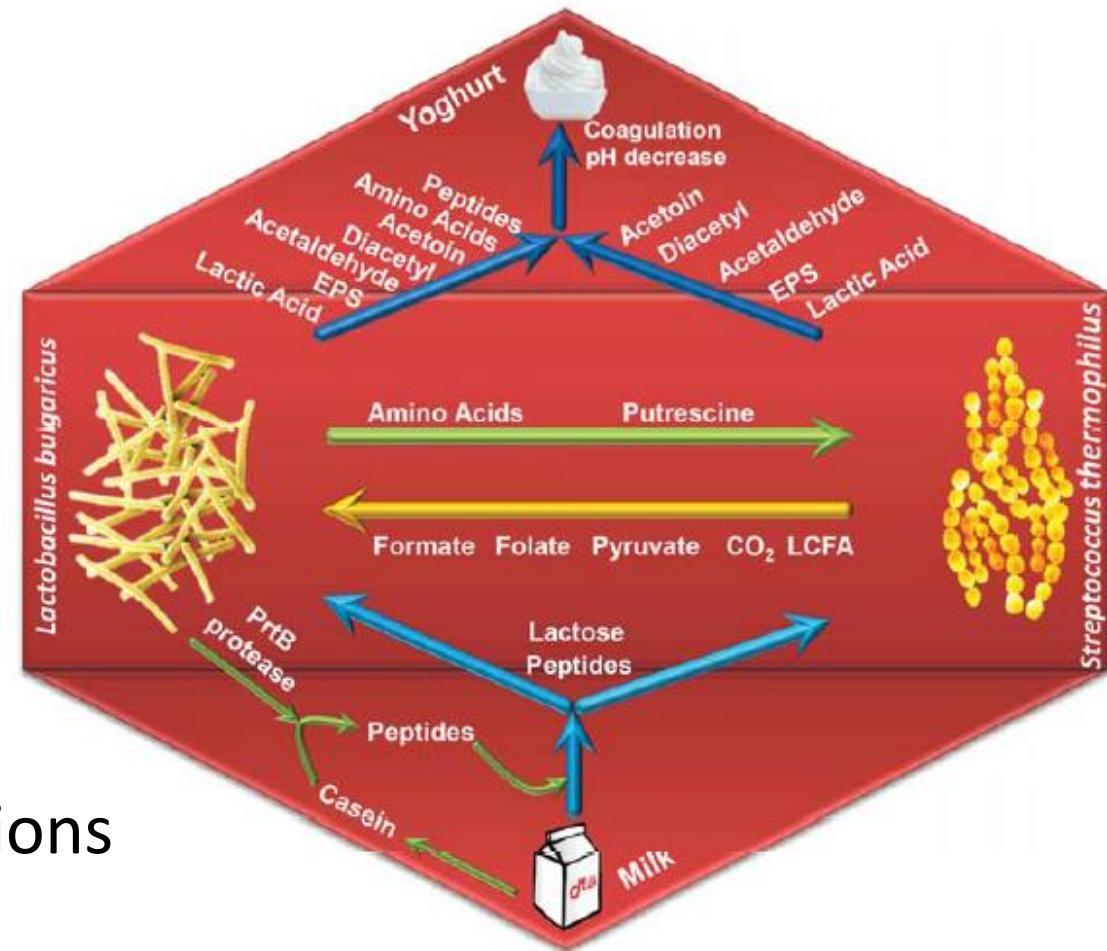 Yoghurt
Coagulation
pH decrease
Peptides
Amino Acids
Acetoin
Diacetyl
Acetaldehyde
EPS
Lactic Acid
Acetoin
Diacetyl
Acetaldehyde
EPS
Lactic Acid
Lactobacillus bulgaricus
Streptococcus thermophilus
Amino Acids Putrescine
Formate Folate Pyruvate CO₂ LCFA
PrtB
protease
Lactose
Peptides
Peptides
Casein
ions
Milk